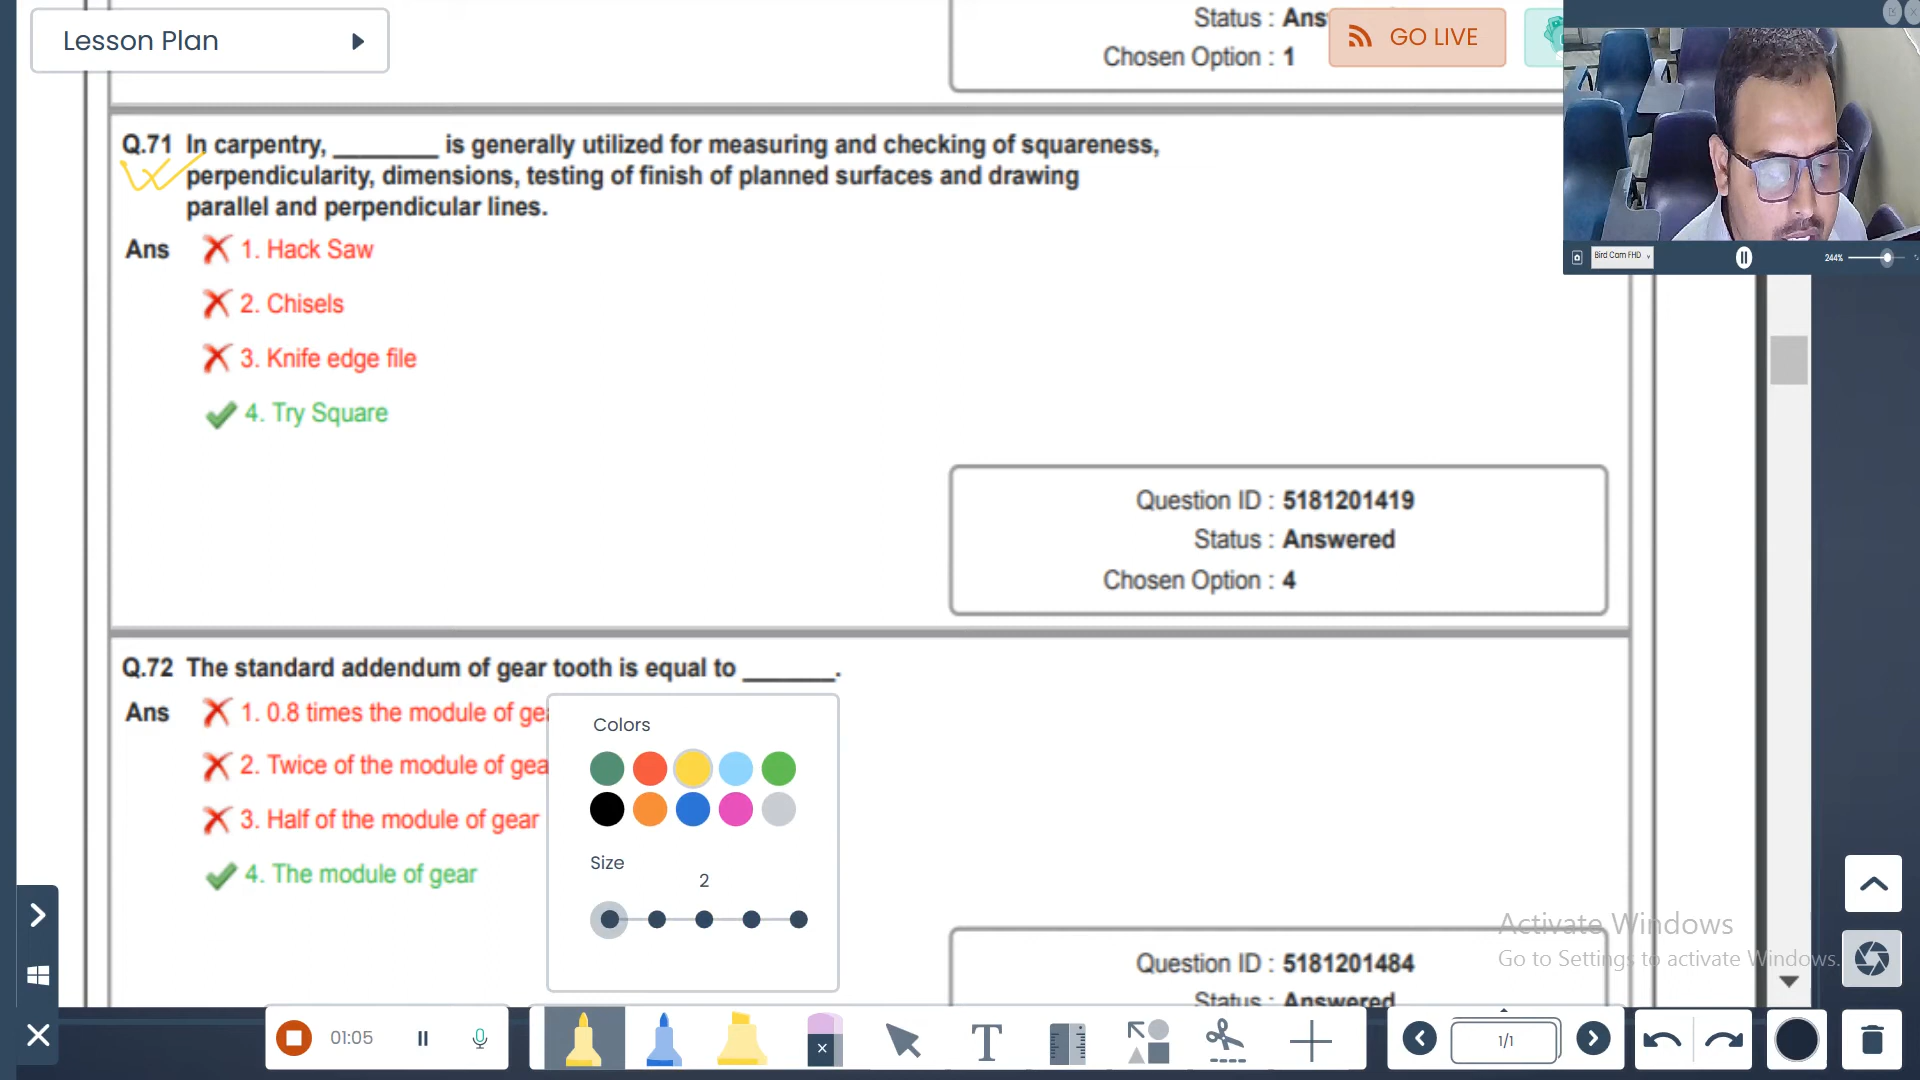 Lesson Plan
Status : Ans
GO LIVE
Chosen Option : 1
Q.71 In carpentry, ________ is generally utilized for measuring and checking of squareness,
perpendicularity, dimensions, testing of finish of planned surfaces and drawing
parallel and perpendicular lines.
Ans 1. Hack Saw
2. Chisels
3. Knife edge file
4. Try Square
Bird Cam FHD
244%
Question ID : 5181201419
Status : Answered
Chosen Option : 4
Q.72 The standard addendum of gear tooth is equal to _______.
Ans 1. 0.8 times the module of gea
2. Twice of the module of gea
3. Half of the module of gear
4. The module of gear
Colors
Size
2
Question ID : 5181201484
Status : Answered
Activate Windows
Go to Settings to activate Windows.
01:05
T
1/1